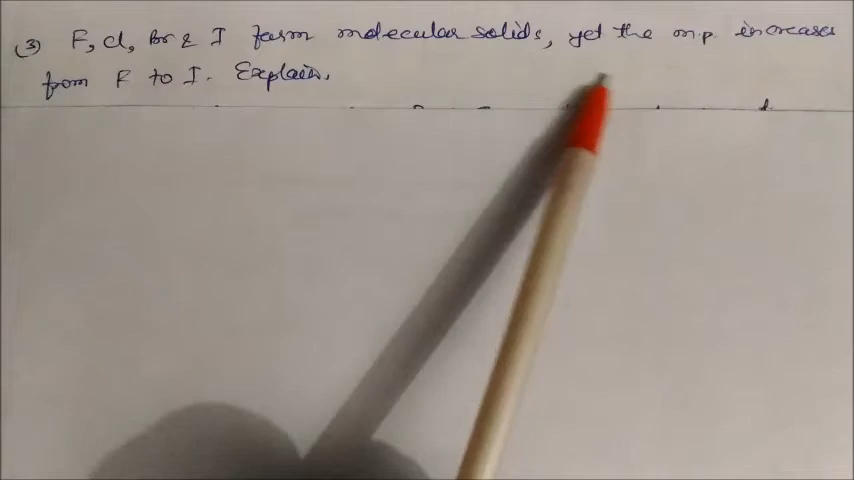 (3) F, Cl, Br & I form molecular solids, yet the m.p. increases
from F to I. Explain.